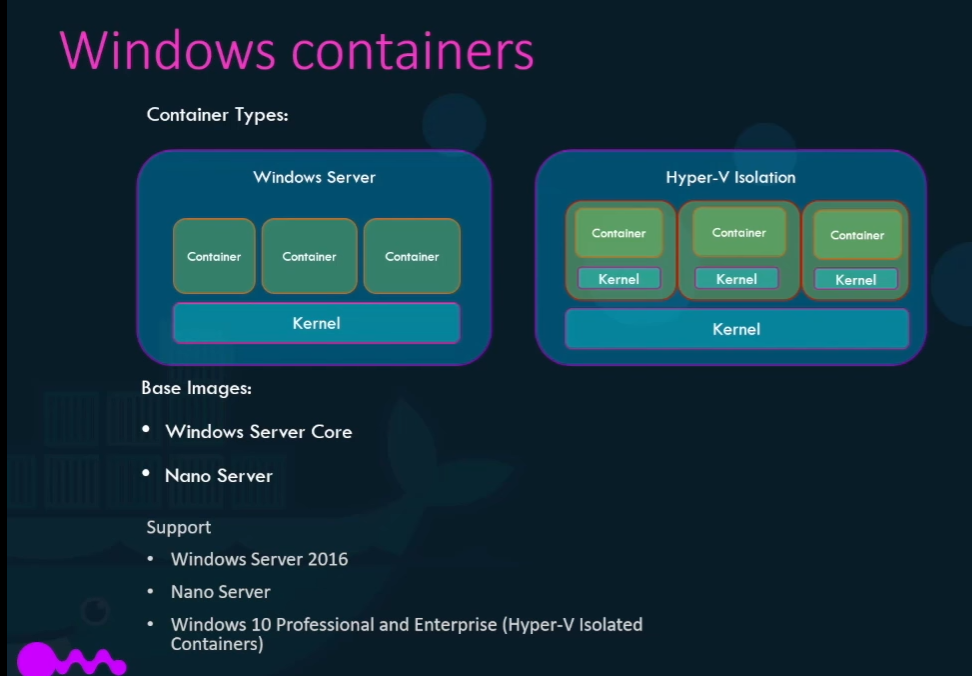 Windows containers
Container Types:
Windows Server
Container Container Container
Kernel
Hyper-V Isolation
Container Container Container
Kernel Kernel Kernel
Kernel
Base Images:
• Windows Server Core
• Nano Server
Support
• Windows Server 2016
• Nano Server
• Windows 10 Professional and Enterprise (Hyper-V Isolated
Containers)